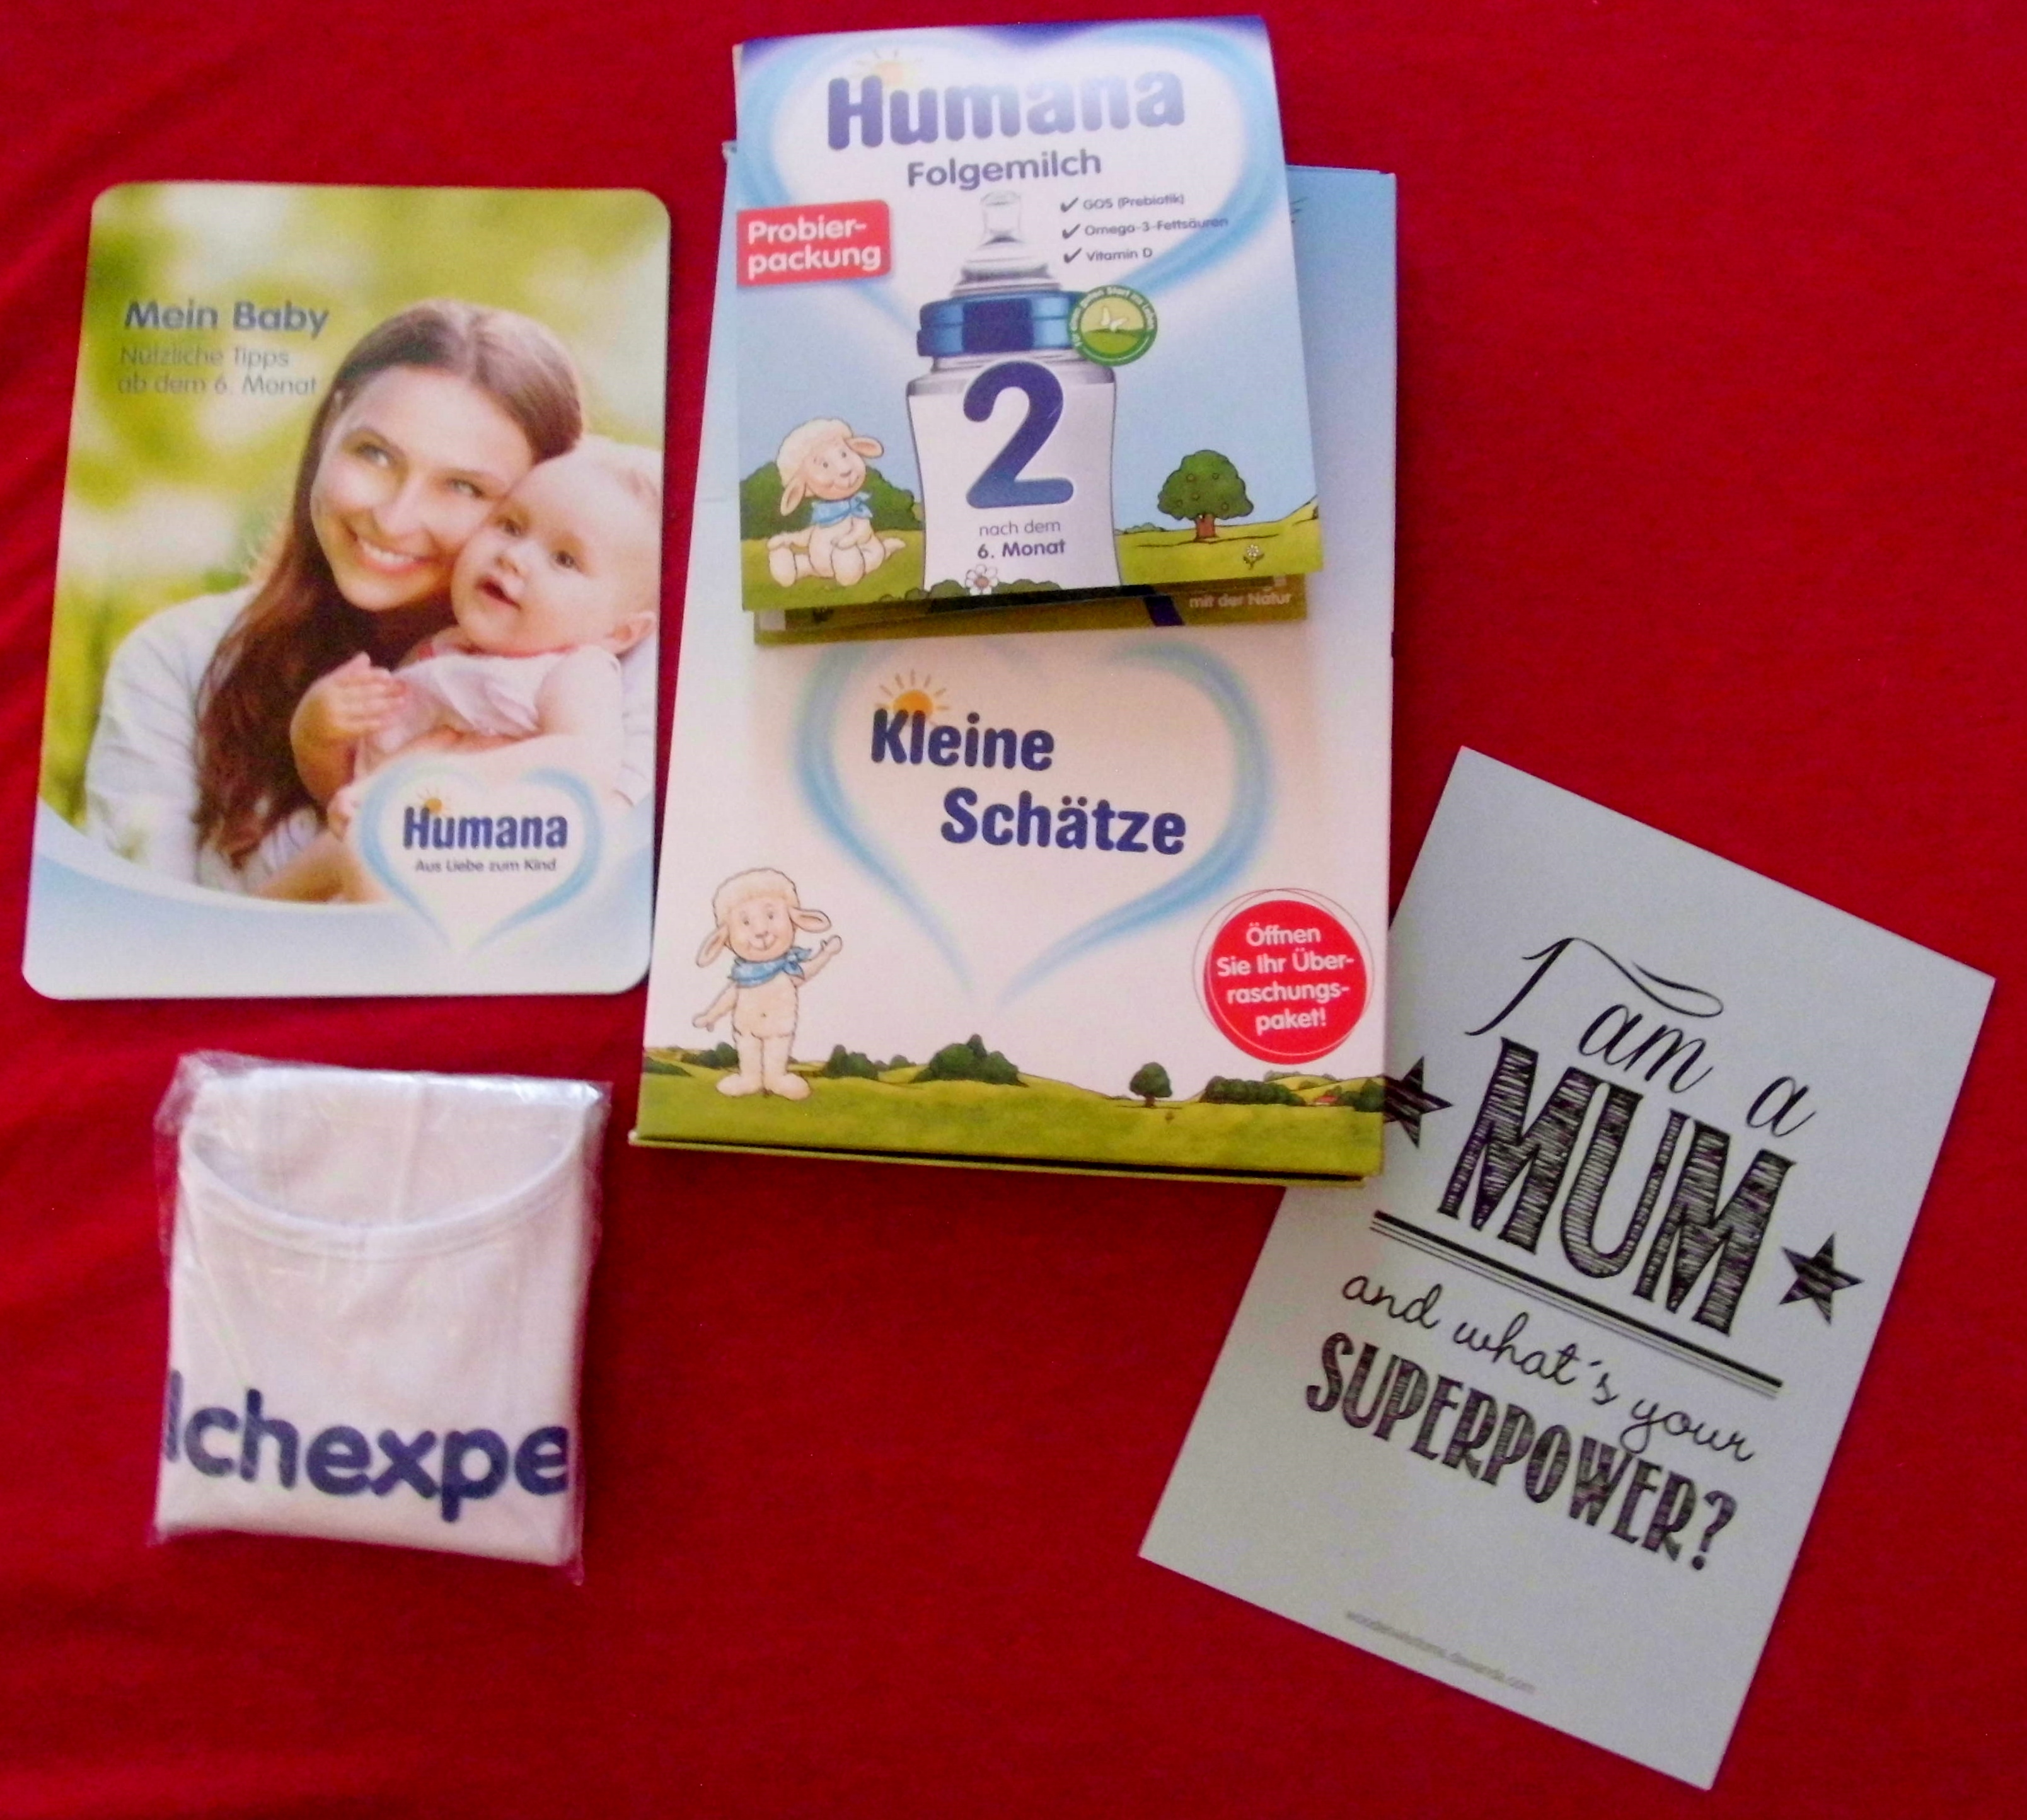 Mein Baby
Nützliche Tipps
ab dem 6. Monat
Humana
Aus Liebe zum Kind
Humana
Folgemilch
Probier-
packung
GOS (Prebiotik)
Omega-3-Fettsäuren
Vitamin D
2
nach dem
6. Monat
mit der Natur
Kleine
Schätze
Öffnen
Sie Ihr Über-
raschungs-
paket!
lchexpe
I am a
MUM
and what's your
SUPERPOWER?